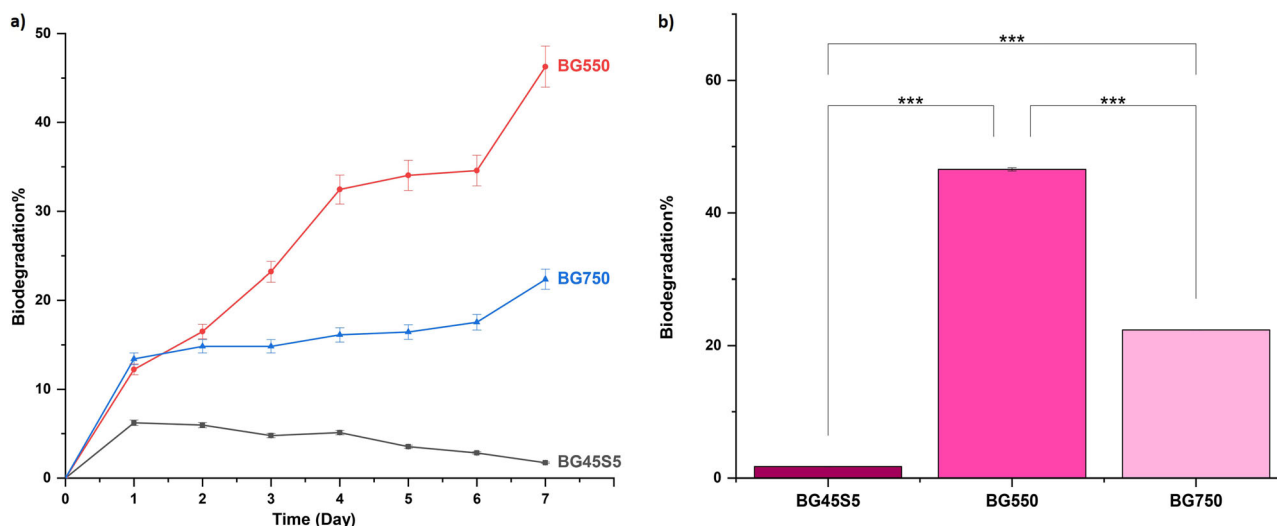 a)
50
40
30
20
10
0
Biodegradation%
0 1 2 3 4 5 6 7
Time (Day)
BG550
BG750
BG45S5
b)
60
40
20
0
Biodegradation%
***
*** ***
BG45S5 BG550 BG750